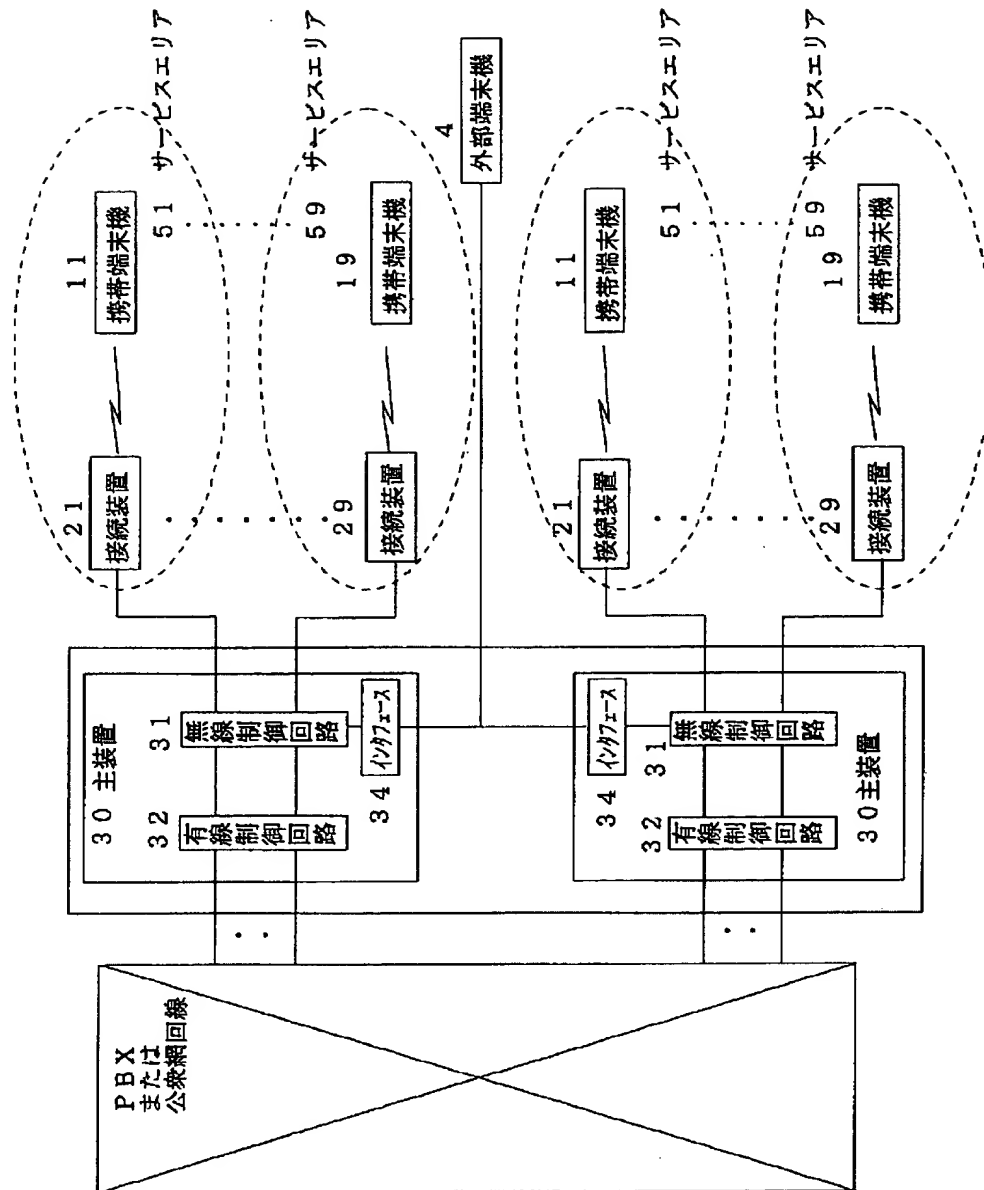 PBX
または
公衆網回線
30 主装置
32
有線制御回路
31
無線制御回路
34
インタフェース
21
接続装置
11
携帯端末機
51 サービスエリア
29
接続装置
19
携帯端末機
59 サービスエリア
4
外部端末機
34
インタフェース
32
有線制御回路
31
無線制御回路
30主装置
21
接続装置
11
携帯端末機
51 サービスエリア
29
接続装置
19
携帯端末機
59 サービスエリア